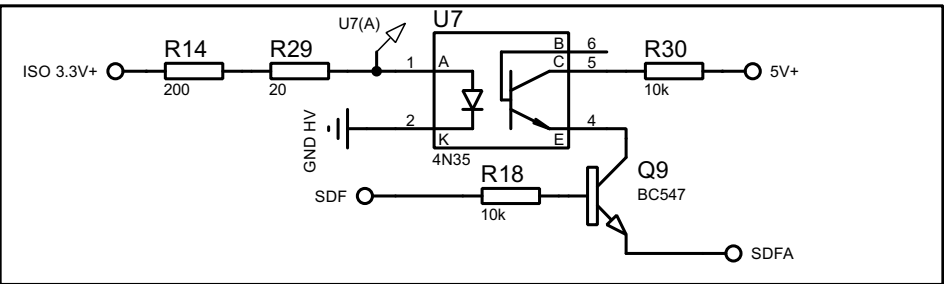 U7(A)
U7
R14
R29
R30
ISO 3.3V+
200
20
1
A
B
6
C
5
10k
5V+
GND HV
2
K
E
4
4N35
R18
Q9
BC547
SDF
10k
SDFA